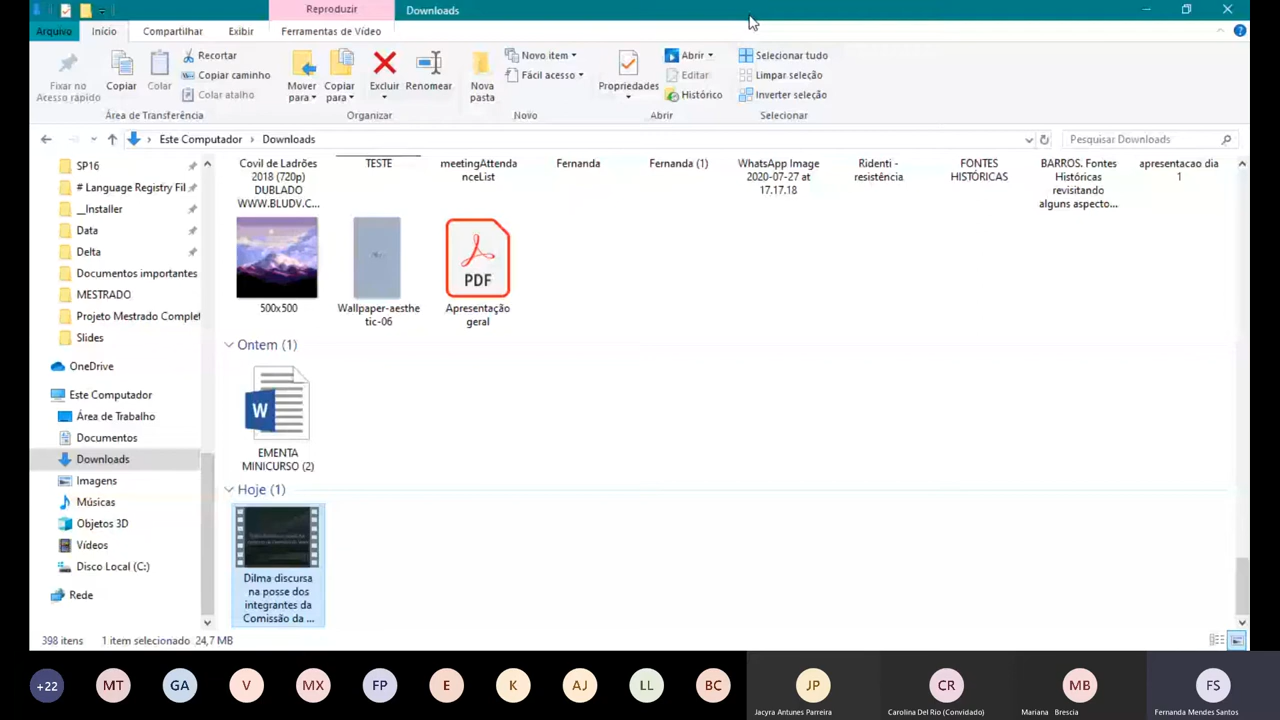 Reproduzir
Downloads
Arquivo
Início
Compartilhar
Exibir
Ferramentas de Vídeo
Fixar no
Acesso rápido
Copiar
Colar
Recortar
Copiar caminho
Colar atalho
Área de Transferência
Mover
para
Copiar
para
Excluir
Renomear
Organizar
Nova
pasta
Novo item
Fácil acesso
Novo
Propriedades
Abrir
Editar
Histórico
Abrir
Selecionar tudo
Limpar seleção
Inverter seleção
Selecionar
Este Computador
Downloads
Pesquisar Downloads
SP16
# Language Registry Fil
__Installer
Data
Delta
Documentos importantes
MESTRADO
Projeto Mestrado Complet
Slides
OneDrive
Este Computador
Área de Trabalho
Documentos
Downloads
Imagens
Músicas
Objetos 3D
Vídeos
Disco Local (C:)
Rede
Covil de Ladrões
2018 (720p)
DUBLADO
WWW.BLUDV.C...
TESTE
meetingAttenda
nceList
Fernanda
Fernanda (1)
WhatsApp Image
2020-07-27 at
17.17.18
Ridenti -
resistência
FONTES
HISTÓRICAS
BARROS. Fontes
Históricas
revisitando
alguns aspecto...
apresentacao dia
1
500x500
Wallpaper-aesthe
tic-06
PDF
Apresentação
geral
Ontem (1)
W
EMENTA
MINICURSO (2)
Hoje (1)
Dilma discursa
na posse dos
integrantes da
Comissão da ...
398 itens
1 item selecionado 24,7 MB
+22
MT
GA
V
MX
FP
E
K
AJ
LL
BC
JP
Jacyra Antunes Parreira
CR
Carolina Del Rio (Convidado)
MB
Mariana Brescia
FS
Fernanda Mendes Santos